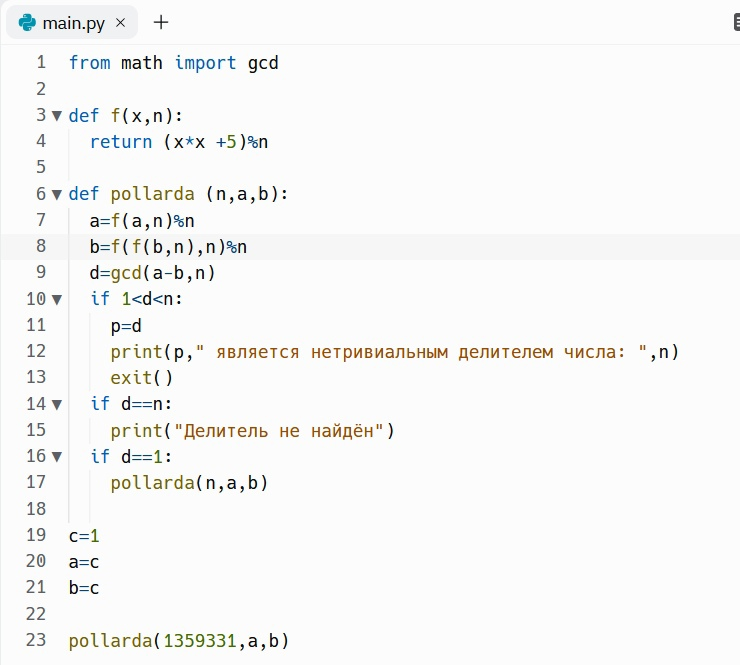 main.py × +
1 from math import gcd
2
3 ▼ def f(x,n):
4 return (x*x +5)%n
5
6 ▼ def pollarda (n,a,b):
7 a=f(a,n)%n
8 b=f(f(b,n),n)%n
9 d=gcd(a-b,n)
10 ▼ if 1<d<n:
11 p=d
12 print(p," является нетривиальным делителем числа: ",n)
13 exit()
14 ▼ if d==n:
15 print("Делитель не найдён")
16 ▼ if d==1:
17 pollarda(n,a,b)
18
19 c=1
20 a=c
21 b=c
22
23 pollarda(1359331,a,b)